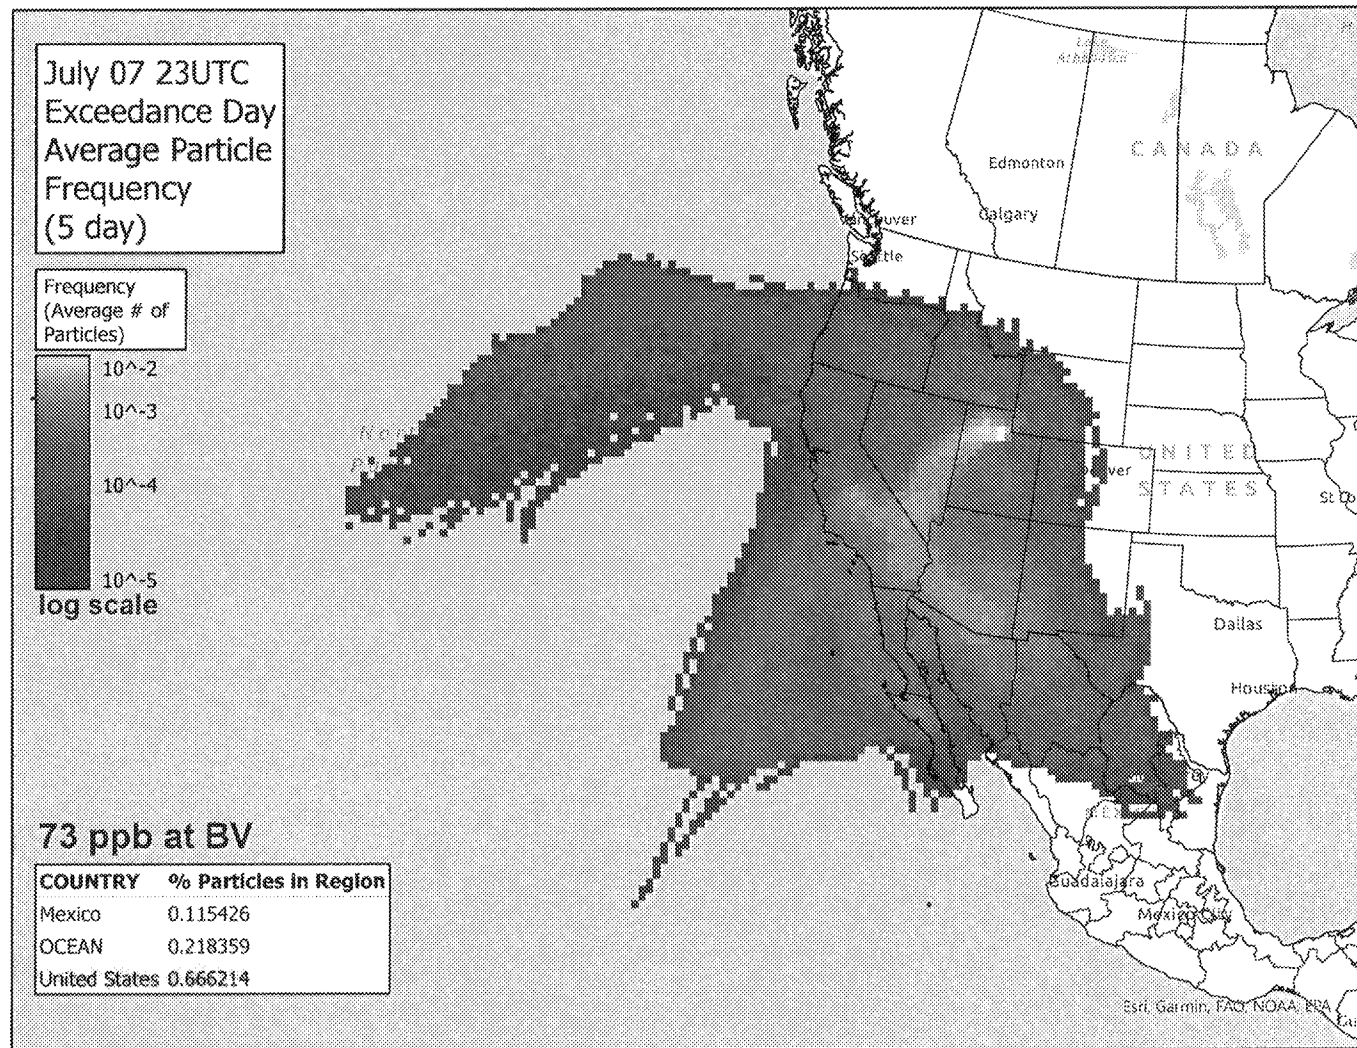 July 07 23UTC
Exceedance Day
Average Particle
Frequency
(5 day)
Frequency
(Average # of
Particles)
10^-2
10^-3
10^-4
10^-5
log scale
73 ppb at BV
COUNTRY % Particles in Region
Mexico 0.115426
OCEAN 0.218359
United States 0.666214
Lake
Athabasca
CANADA
Edmonton
Calgary
Vancouver
Seattle
UNITED
STATES
Dallas
Houston
Guadalajara
Mexico City
Esri, Garmin, FAO, NOAA, EPA